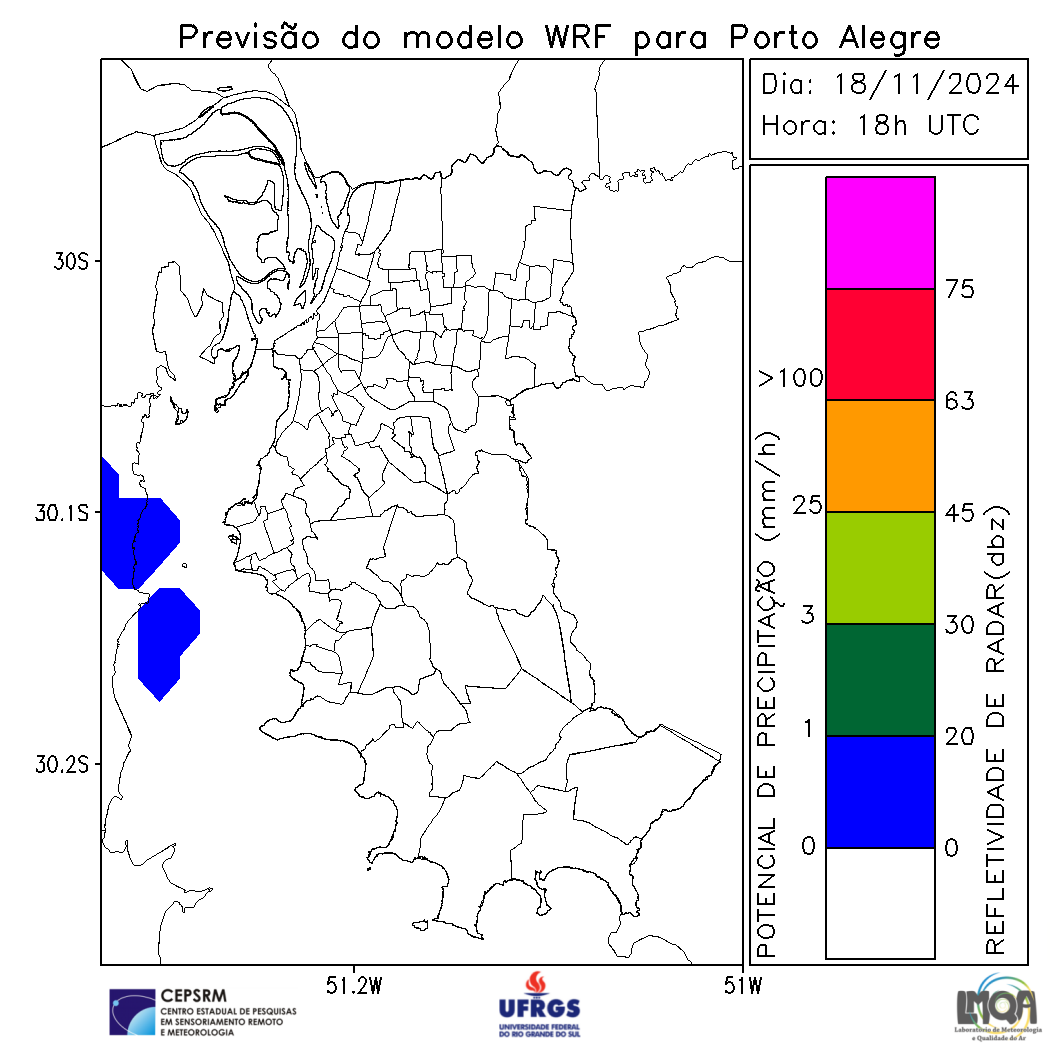 Previsão do modelo WRF para Porto Alegre
Dia: 18/11/2024
Hora: 18h UTC
30S
30.1S
30.2S
51.2W
51W
POTENCIAL DE PRECIPITAÇÃO (mm/h)
>100
25
3
1
0
75
63
45
30
20
0
REFLETIVIDADE DE RADAR(dbz)
CEPSRM
CENTRO ESTADUAL DE PESQUISAS
EM SENSORIAMENTO REMOTO
E METEOROLOGIA
UFRGS
UNIVERSIDADE FEDERAL
DO RIO GRANDE DO SUL
LMQA
Laboratório de Meteorologia
e Qualidade do Ar